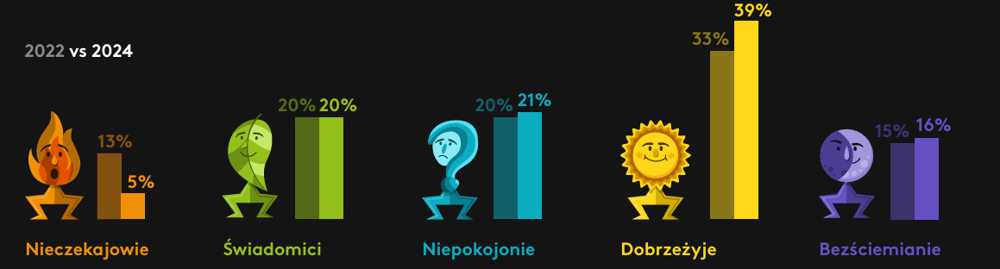 2022 vs 2024
13%
5%
20% 20%
20%
21%
33%
39%
15%
16%
Nieczekajowie
Świadomici
Niepokojonie
Dobrzeżyje
Bezściemianie